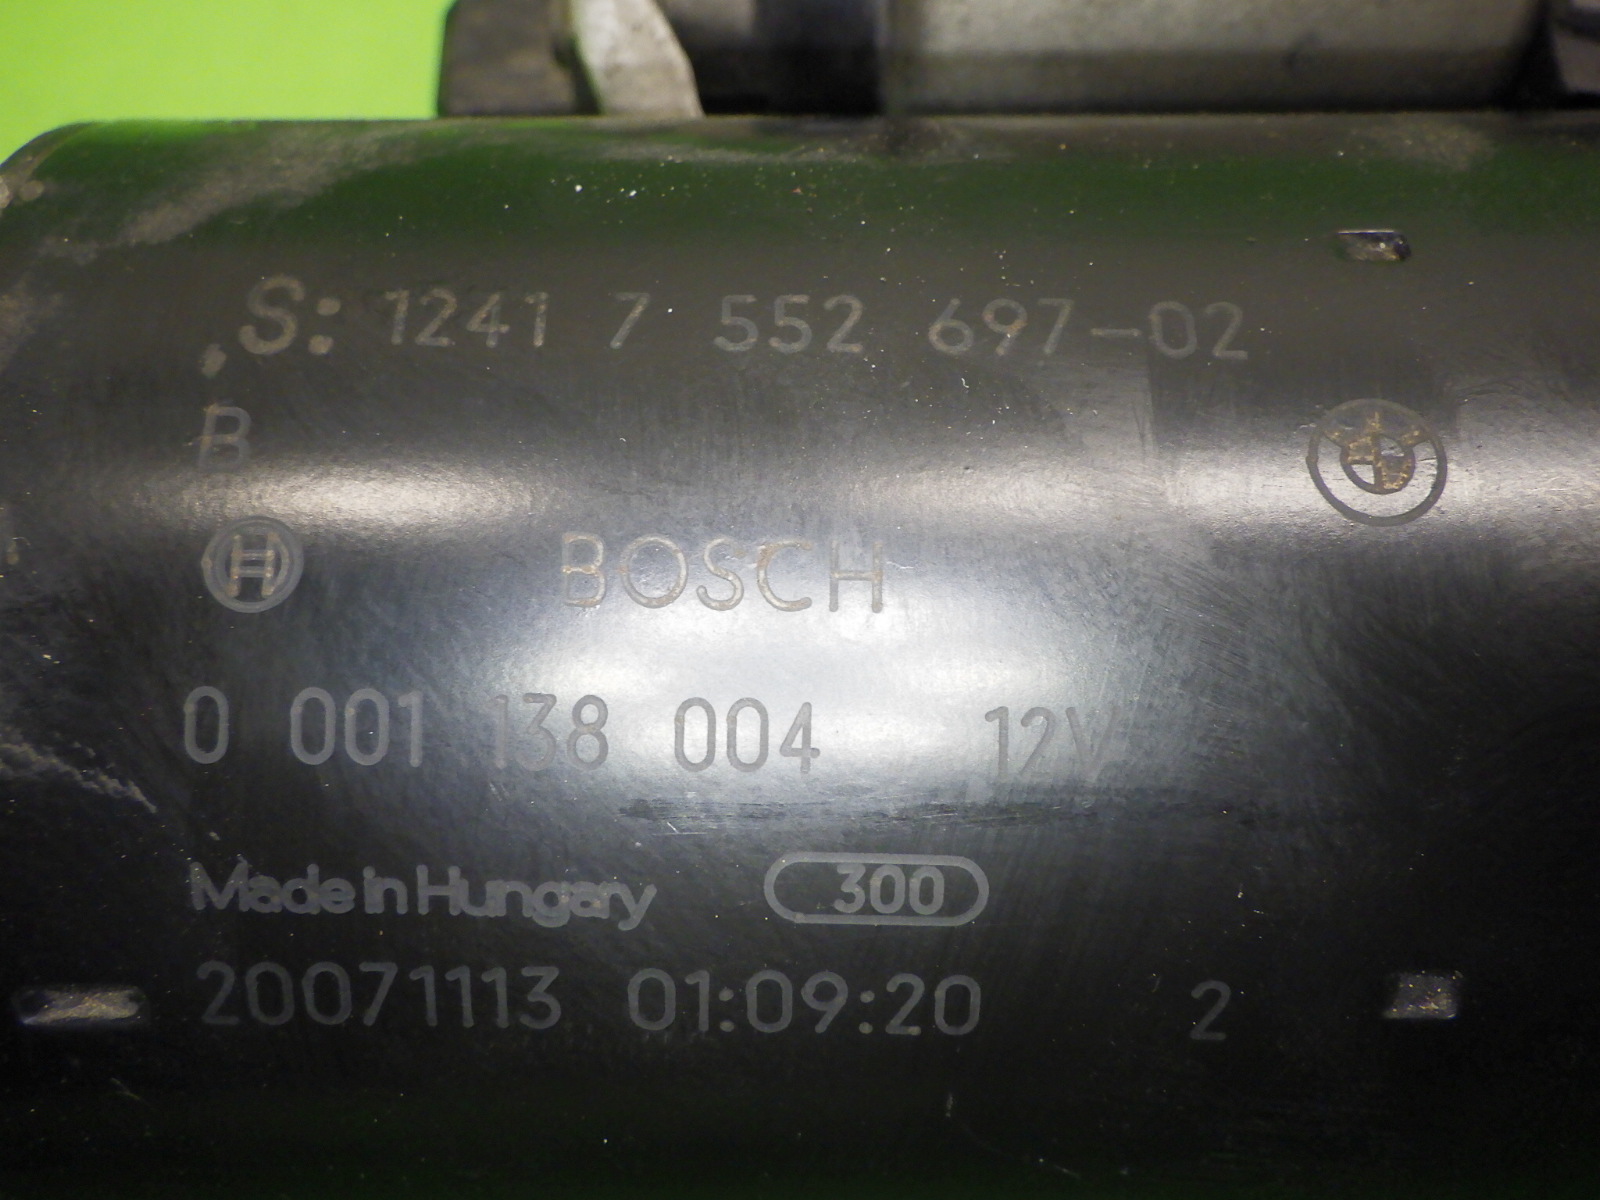 ,S: 1241 7 552 697-02
B
H BOSCH
0 001 138 004 12V
Made in Hungary 300
20071113 01:09:20 2